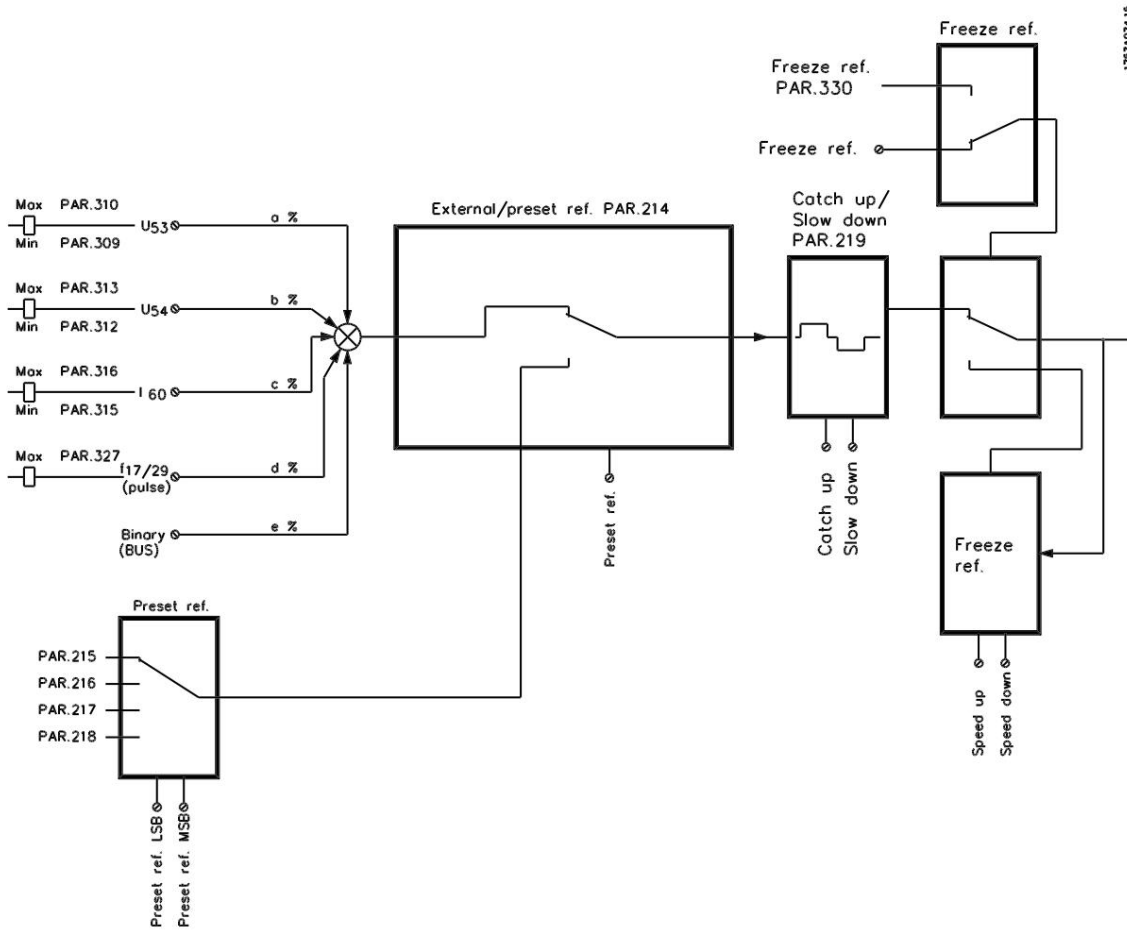 Freeze ref.
Freeze ref.
PAR.330
Freeze ref.
Max PAR.310
U53
Min PAR.309
a %
External/preset ref. PAR.214
Catch up/
Slow down
PAR.219
Max PAR.313
U54
Min PAR.312
b %
Max PAR.316
I 60
Min PAR.315
c %
Max PAR.327
f17/29
(pulse)
d %
Binary
(BUS)
e %
Preset ref.
Catch up
Slow down
Freeze
ref.
Speed up
Speed down
Preset ref.
PAR.215
PAR.216
PAR.217
PAR.218
Preset ref. LSB
Preset ref. MSB